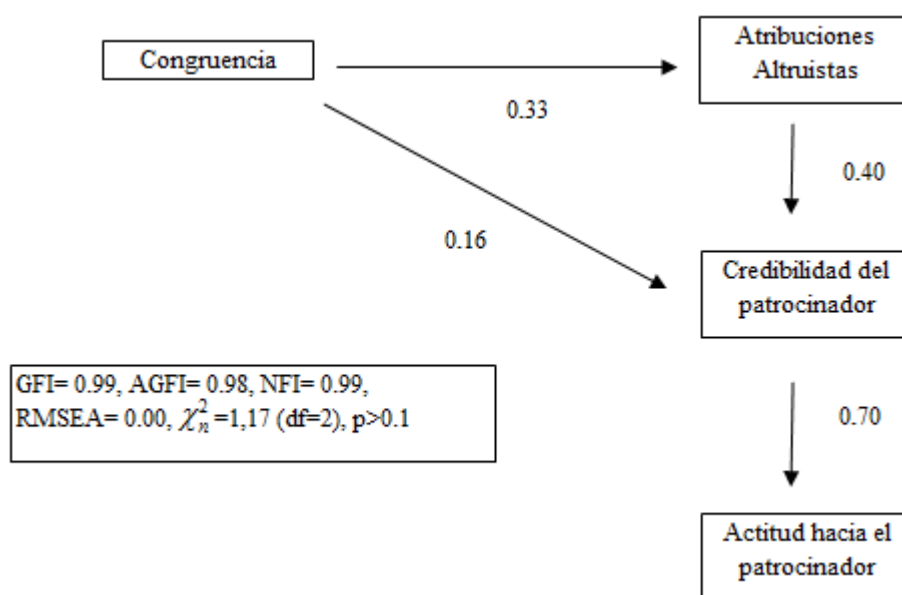 Congruencia
Atribuciones
Altruistas
0.33
0.40
0.16
Credibilidad del
patrocinador
GFI= 0.99, AGFI= 0.98, NFI= 0.99,
RMSEA= 0.00, χ²ₙ =1,17 (df=2), p>0.1
0.70
Actitud hacia el
patrocinador